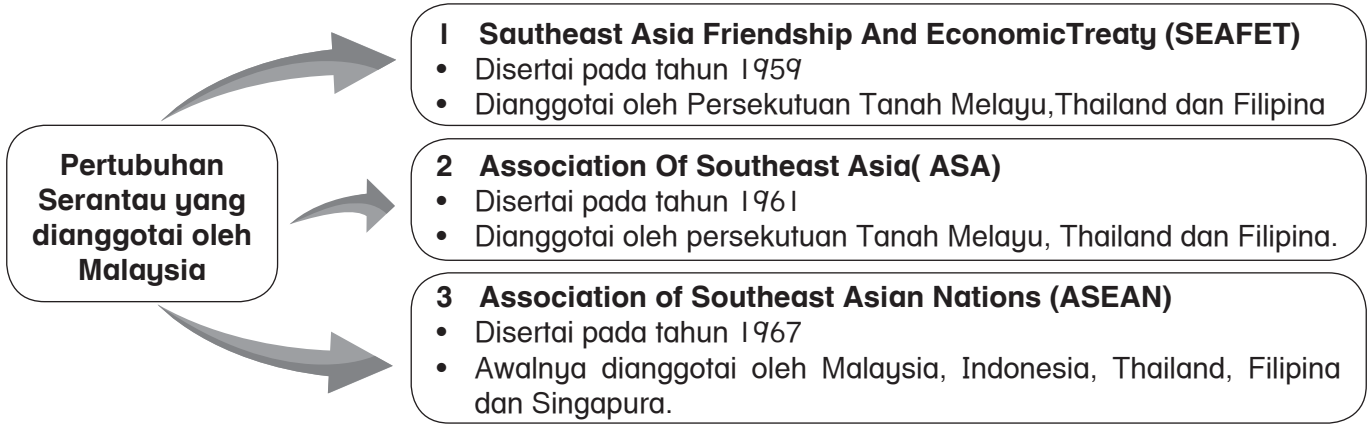 Pertubuhan
Serantau yang
dianggotai oleh
Malaysia
1 Sautheast Asia Friendship And EconomicTreaty (SEAFET)
• Disertai pada tahun 1959
• Dianggotai oleh Persekutuan Tanah Melayu,Thailand dan Filipina
2 Association Of Southeast Asia( ASA)
• Disertai pada tahun 1961
• Dianggotai oleh persekutuan Tanah Melayu, Thailand dan Filipina.
3 Association of Southeast Asian Nations (ASEAN)
• Disertai pada tahun 1967
• Awalnya dianggotai oleh Malaysia, Indonesia, Thailand, Filipina
dan Singapura.